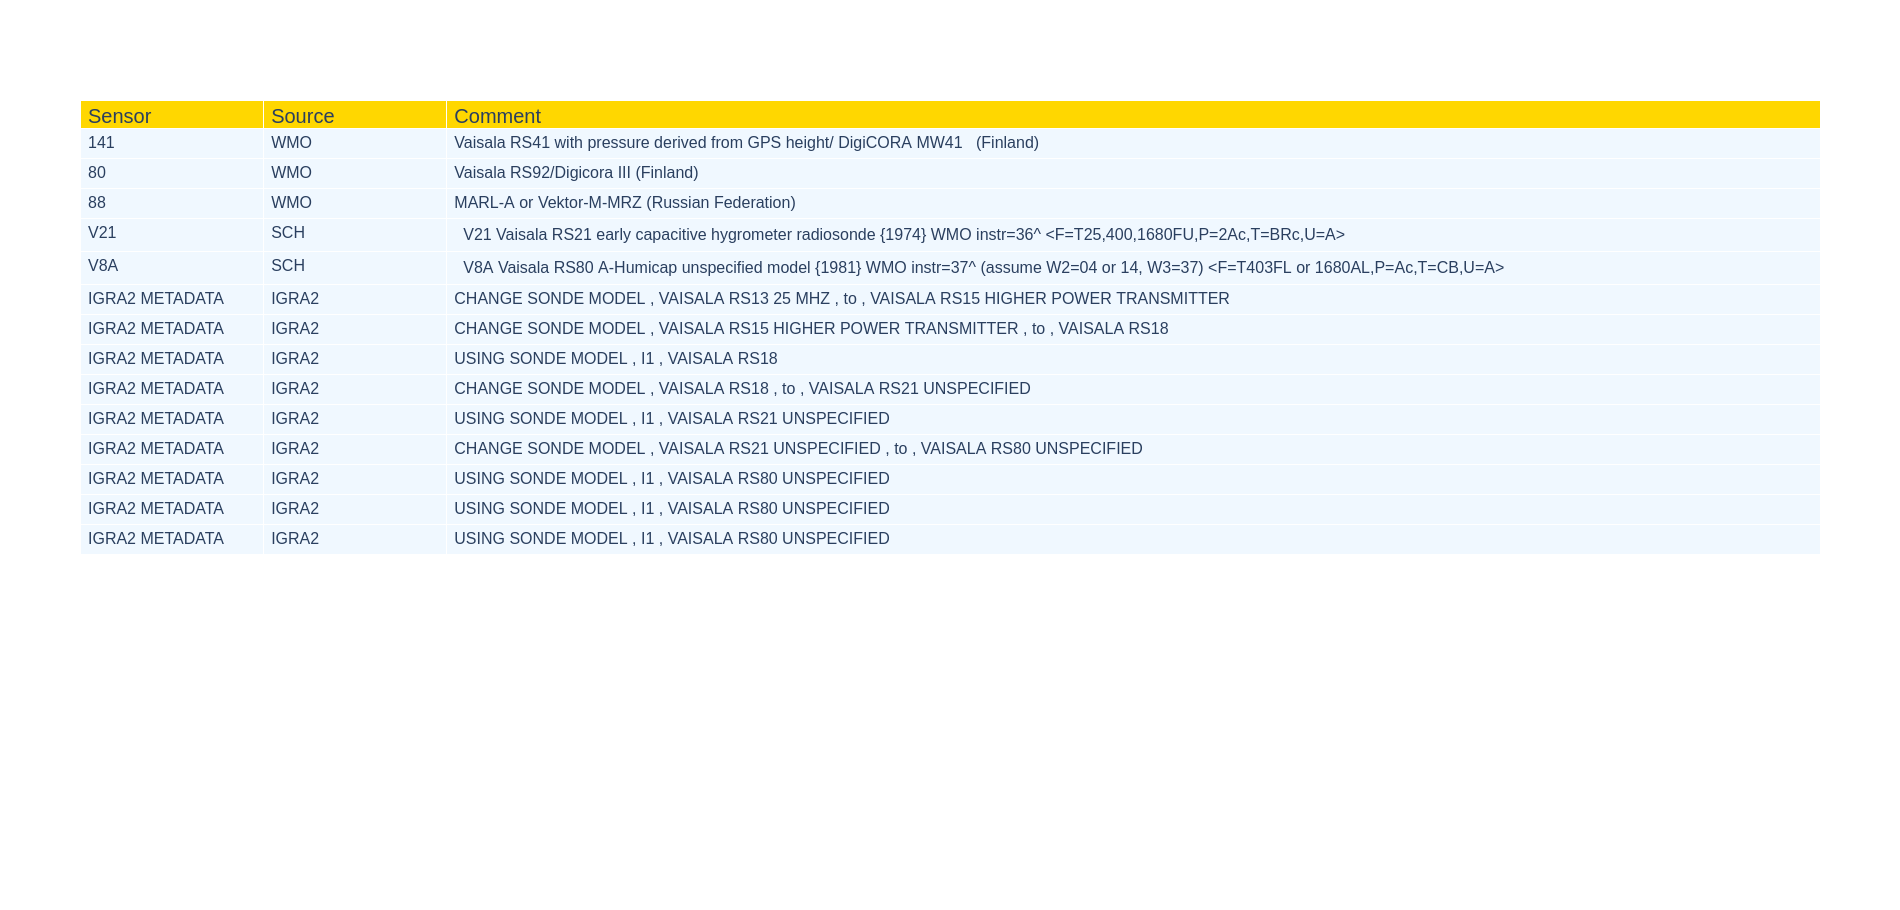 Sensor Source Comment
141 WMO Vaisala RS41 with pressure derived from GPS height/ DigiCORA MW41   (Finland)
80 WMO Vaisala RS92/Digicora III (Finland)
88 WMO MARL-A or Vektor-M-MRZ (Russian Federation)
V21 SCH V21 Vaisala RS21 early capacitive hygrometer radiosonde {1974} WMO instr=36^ <F=T25,400,1680FU,P=2Ac,T=BRc,U=A>
V8A SCH V8A Vaisala RS80 A-Humicap unspecified model {1981} WMO instr=37^ (assume W2=04 or 14, W3=37) <F=T403FL or 1680AL,P=Ac,T=CB,U=A>
IGRA2 METADATA IGRA2 CHANGE SONDE MODEL , VAISALA RS13 25 MHZ , to , VAISALA RS15 HIGHER POWER TRANSMITTER
IGRA2 METADATA IGRA2 CHANGE SONDE MODEL , VAISALA RS15 HIGHER POWER TRANSMITTER , to , VAISALA RS18
IGRA2 METADATA IGRA2 USING SONDE MODEL , I1 , VAISALA RS18
IGRA2 METADATA IGRA2 CHANGE SONDE MODEL , VAISALA RS18 , to , VAISALA RS21 UNSPECIFIED
IGRA2 METADATA IGRA2 USING SONDE MODEL , I1 , VAISALA RS21 UNSPECIFIED
IGRA2 METADATA IGRA2 CHANGE SONDE MODEL , VAISALA RS21 UNSPECIFIED , to , VAISALA RS80 UNSPECIFIED
IGRA2 METADATA IGRA2 USING SONDE MODEL , I1 , VAISALA RS80 UNSPECIFIED
IGRA2 METADATA IGRA2 USING SONDE MODEL , I1 , VAISALA RS80 UNSPECIFIED
IGRA2 METADATA IGRA2 USING SONDE MODEL , I1 , VAISALA RS80 UNSPECIFIED